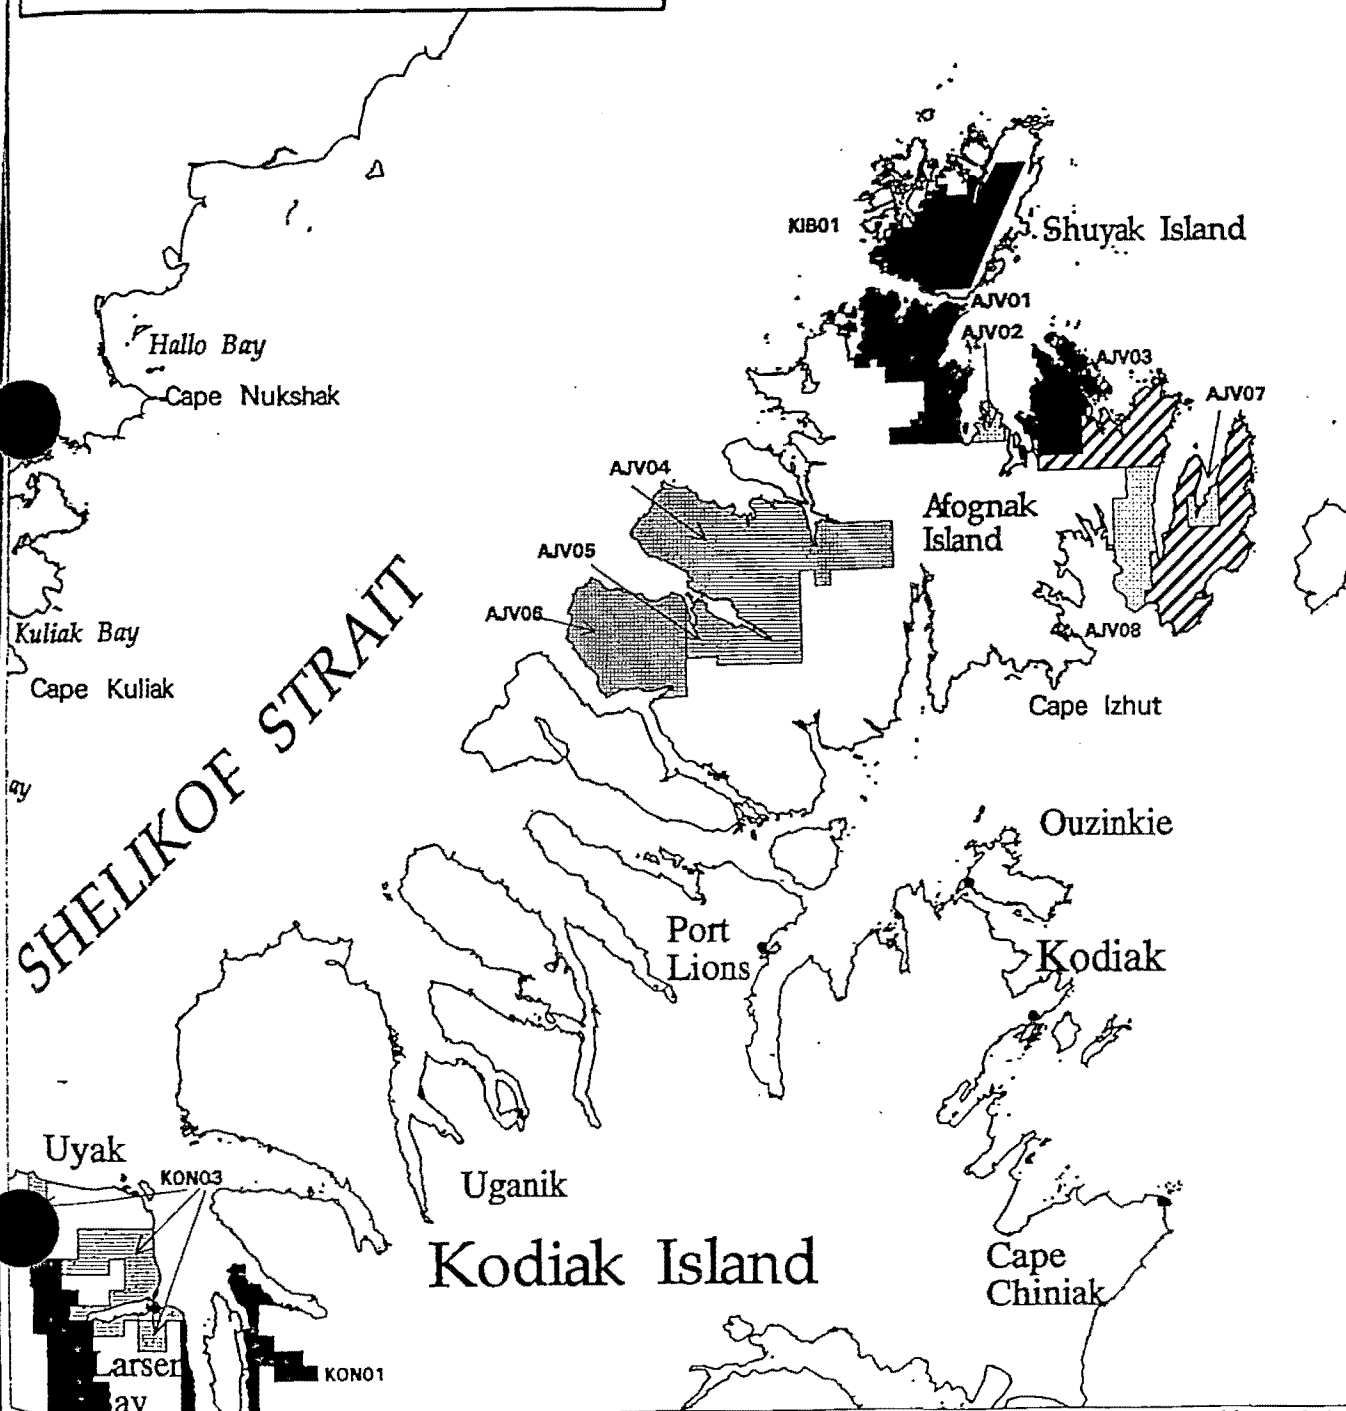 KIB01
Shuyak Island
AJV01
AJV02
Hallo Bay
AJV03
Cape Nukshak
AJV07
AJV04
Afognak
Island
AJV05
AJV06
Kuliak Bay
AJV08
Cape Kuliak
Cape Izhut
SHELIKOF STRAIT
ay
Ouzinkie
Port
Lions
Kodiak
Uyak
KON03
Uganik
Kodiak Island
Cape
Chiniak
Larsen
Bay
KON01